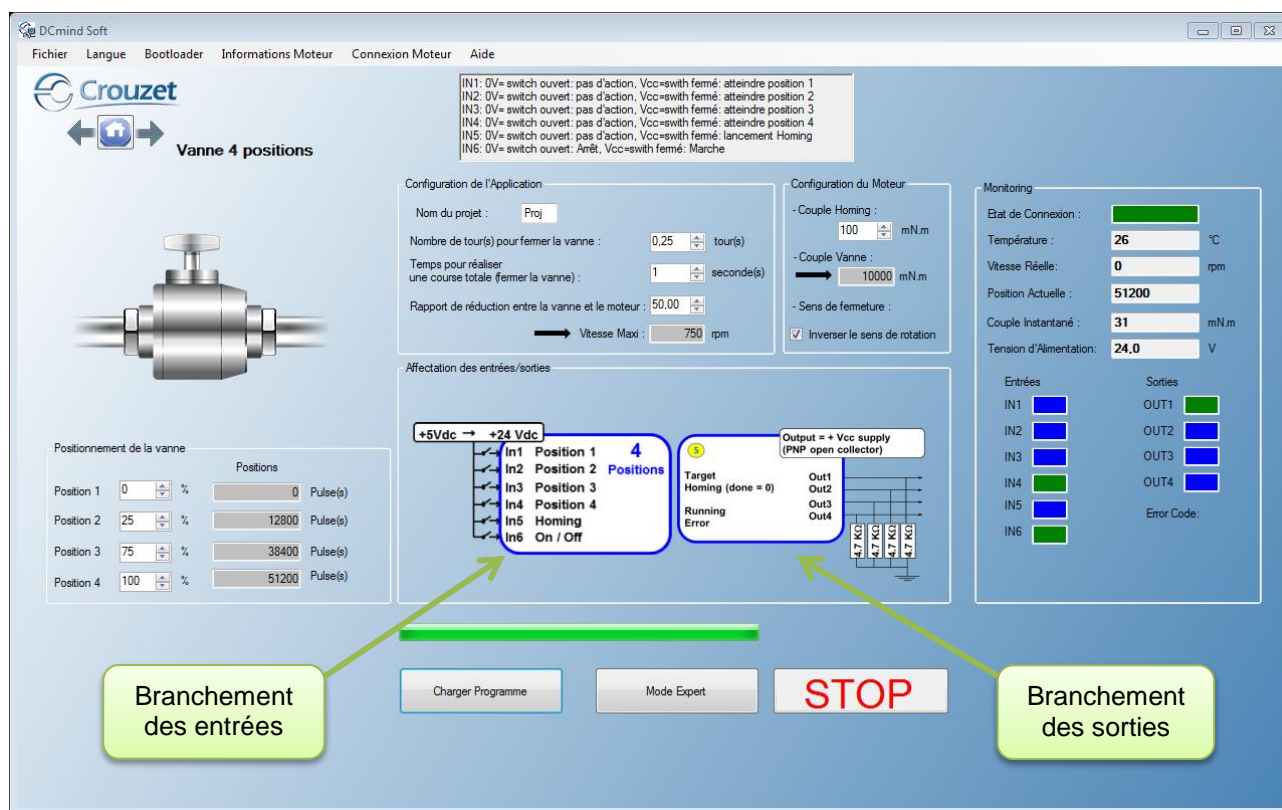 DCmind Soft
Fichier Langue Bootloader Informations Moteur Connexion Moteur Aide
Crouzet
Vanne 4 positions
IN1: 0V= switch ouvert: pas d'action, Vcc=swith fermé: atteindre position 1
IN2: 0V= switch ouvert: pas d'action, Vcc=swith fermé: atteindre position 2
IN3: 0V= switch ouvert: pas d'action, Vcc=swith fermé: atteindre position 3
IN4: 0V= switch ouvert: pas d'action, Vcc=swith fermé: atteindre position 4
IN5: 0V= switch ouvert: pas d'action, Vcc=swith fermé: lancement Homing
IN6: 0V= switch ouvert: Arrêt, Vcc=swith fermé: Marche
Configuration de l'Application
Nom du projet : Proj
Nombre de tour(s) pour fermer la vanne : 0,25 tour(s)
Temps pour réaliser
une course totale (fermer la vanne) : 1 seconde(s)
Rapport de réduction entre la vanne et le moteur : 50,00
Vitesse Maxi : 750 rpm
Configuration du Moteur
- Couple Homing :
100 mN.m
- Couple Vanne :
10000 mN.m
- Sens de fermeture :
Inverser le sens de rotation
Monitoring
Etat de Connexion :
Température : 26 °C
Vitesse Réelle: 0 rpm
Position Actuelle : 51200
Couple Instantané : 31 mN.m
Tension d'Alimentation: 24,0 V
Entrées Sorties
IN1 OUT1
IN2 OUT2
IN3 OUT3
IN4 OUT4
IN5 Error Code:
IN6
Positionnement de la vanne
Positions
Position 1 0 % 0 Pulse(s)
Position 2 25 % 12800 Pulse(s)
Position 3 75 % 38400 Pulse(s)
Position 4 100 % 51200 Pulse(s)
Affectation des entrées/sorties
+5Vdc → +24 Vdc
In1 Position 1
In2 Position 2
In3 Position 3
In4 Position 4
In5 Homing
In6 On / Off
4
Positions
S
Output = + Vcc supply
(PNP open collector)
Target Out1
Homing (done = 0) Out2
Running Out3
Error Out4
4.7 KΩ 4.7 KΩ 4.7 KΩ 4.7 KΩ
Charger Programme Mode Expert STOP
Branchement
des entrées
Branchement
des sorties